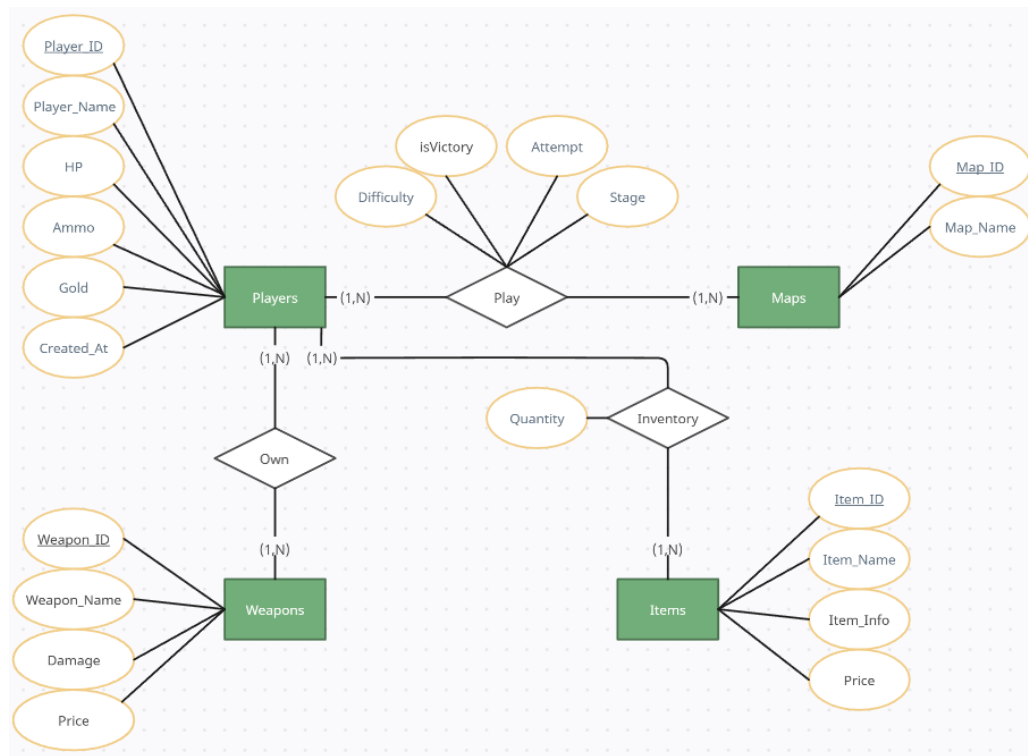 Player_ID
Player_Name
HP
Ammo
Gold
Created_At
Difficulty
isVictory
Attempt
Stage
Map_ID
Map_Name
Players
(1,N)
Play
(1,N)
Maps
(1,N)
(1,N)
Quantity
Inventory
Own
(1,N)
(1,N)
Weapon_ID
Weapon_Name
Damage
Price
Weapons
Items
Item_ID
Item_Name
Item_Info
Price